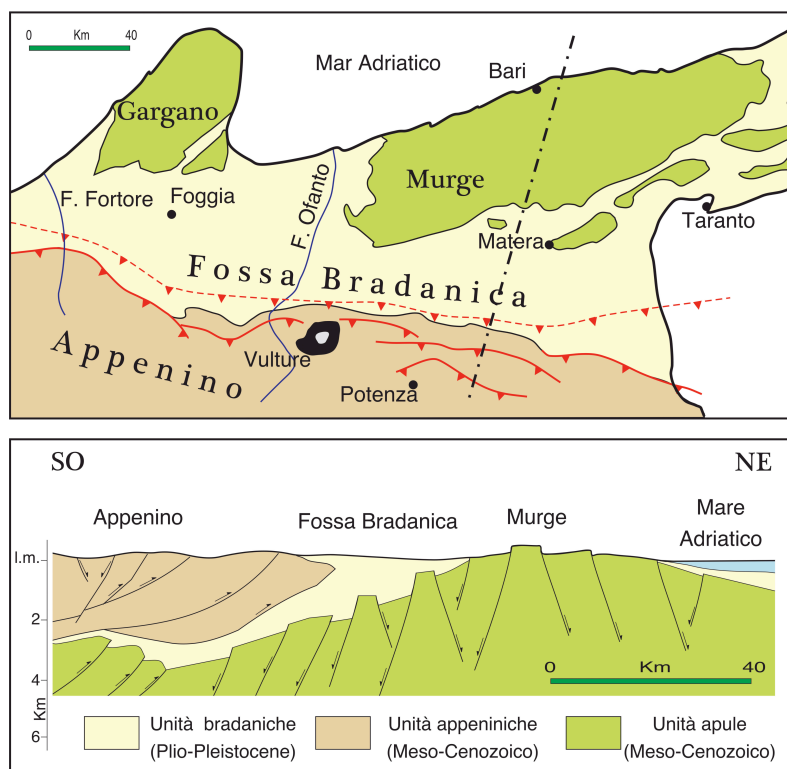 0 Km 40
Mar Adriatico
Bari
Gargano
Murge
F. Fortore
Foggia
F. Ofanto
Taranto
Matera
Fossa Bradanica
Appenino
Vulture
Potenza
SO
NE
Appenino
Fossa Bradanica
Murge
Mare
Adriatico
l.m.
2
4
Km
6
0 Km 40
Unità bradaniche
(Plio-Pleistocene)
Unità appeniniche
(Meso-Cenozoico)
Unità apule
(Meso-Cenozoico)